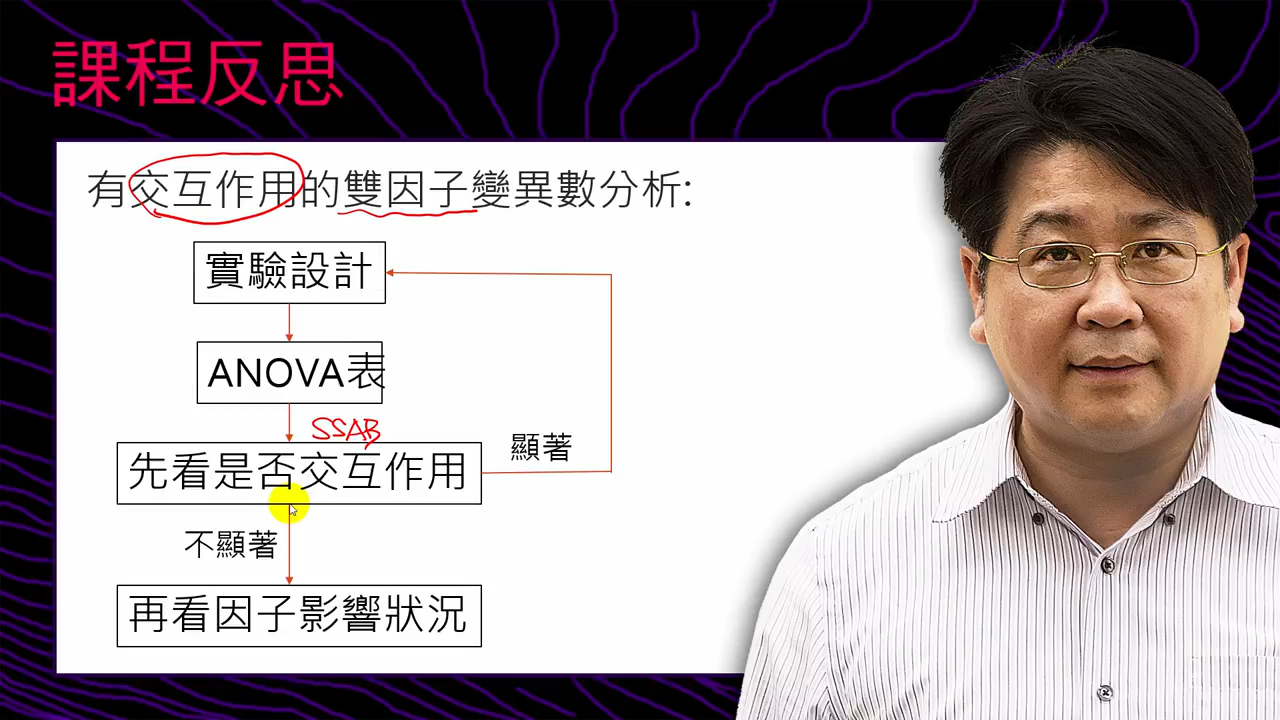 課程反思
有交互作用的雙因子變異數分析:
實驗設計
ANOVA表
SSAB
先看是否交互作用
顯著
不顯著
再看因子影響狀況